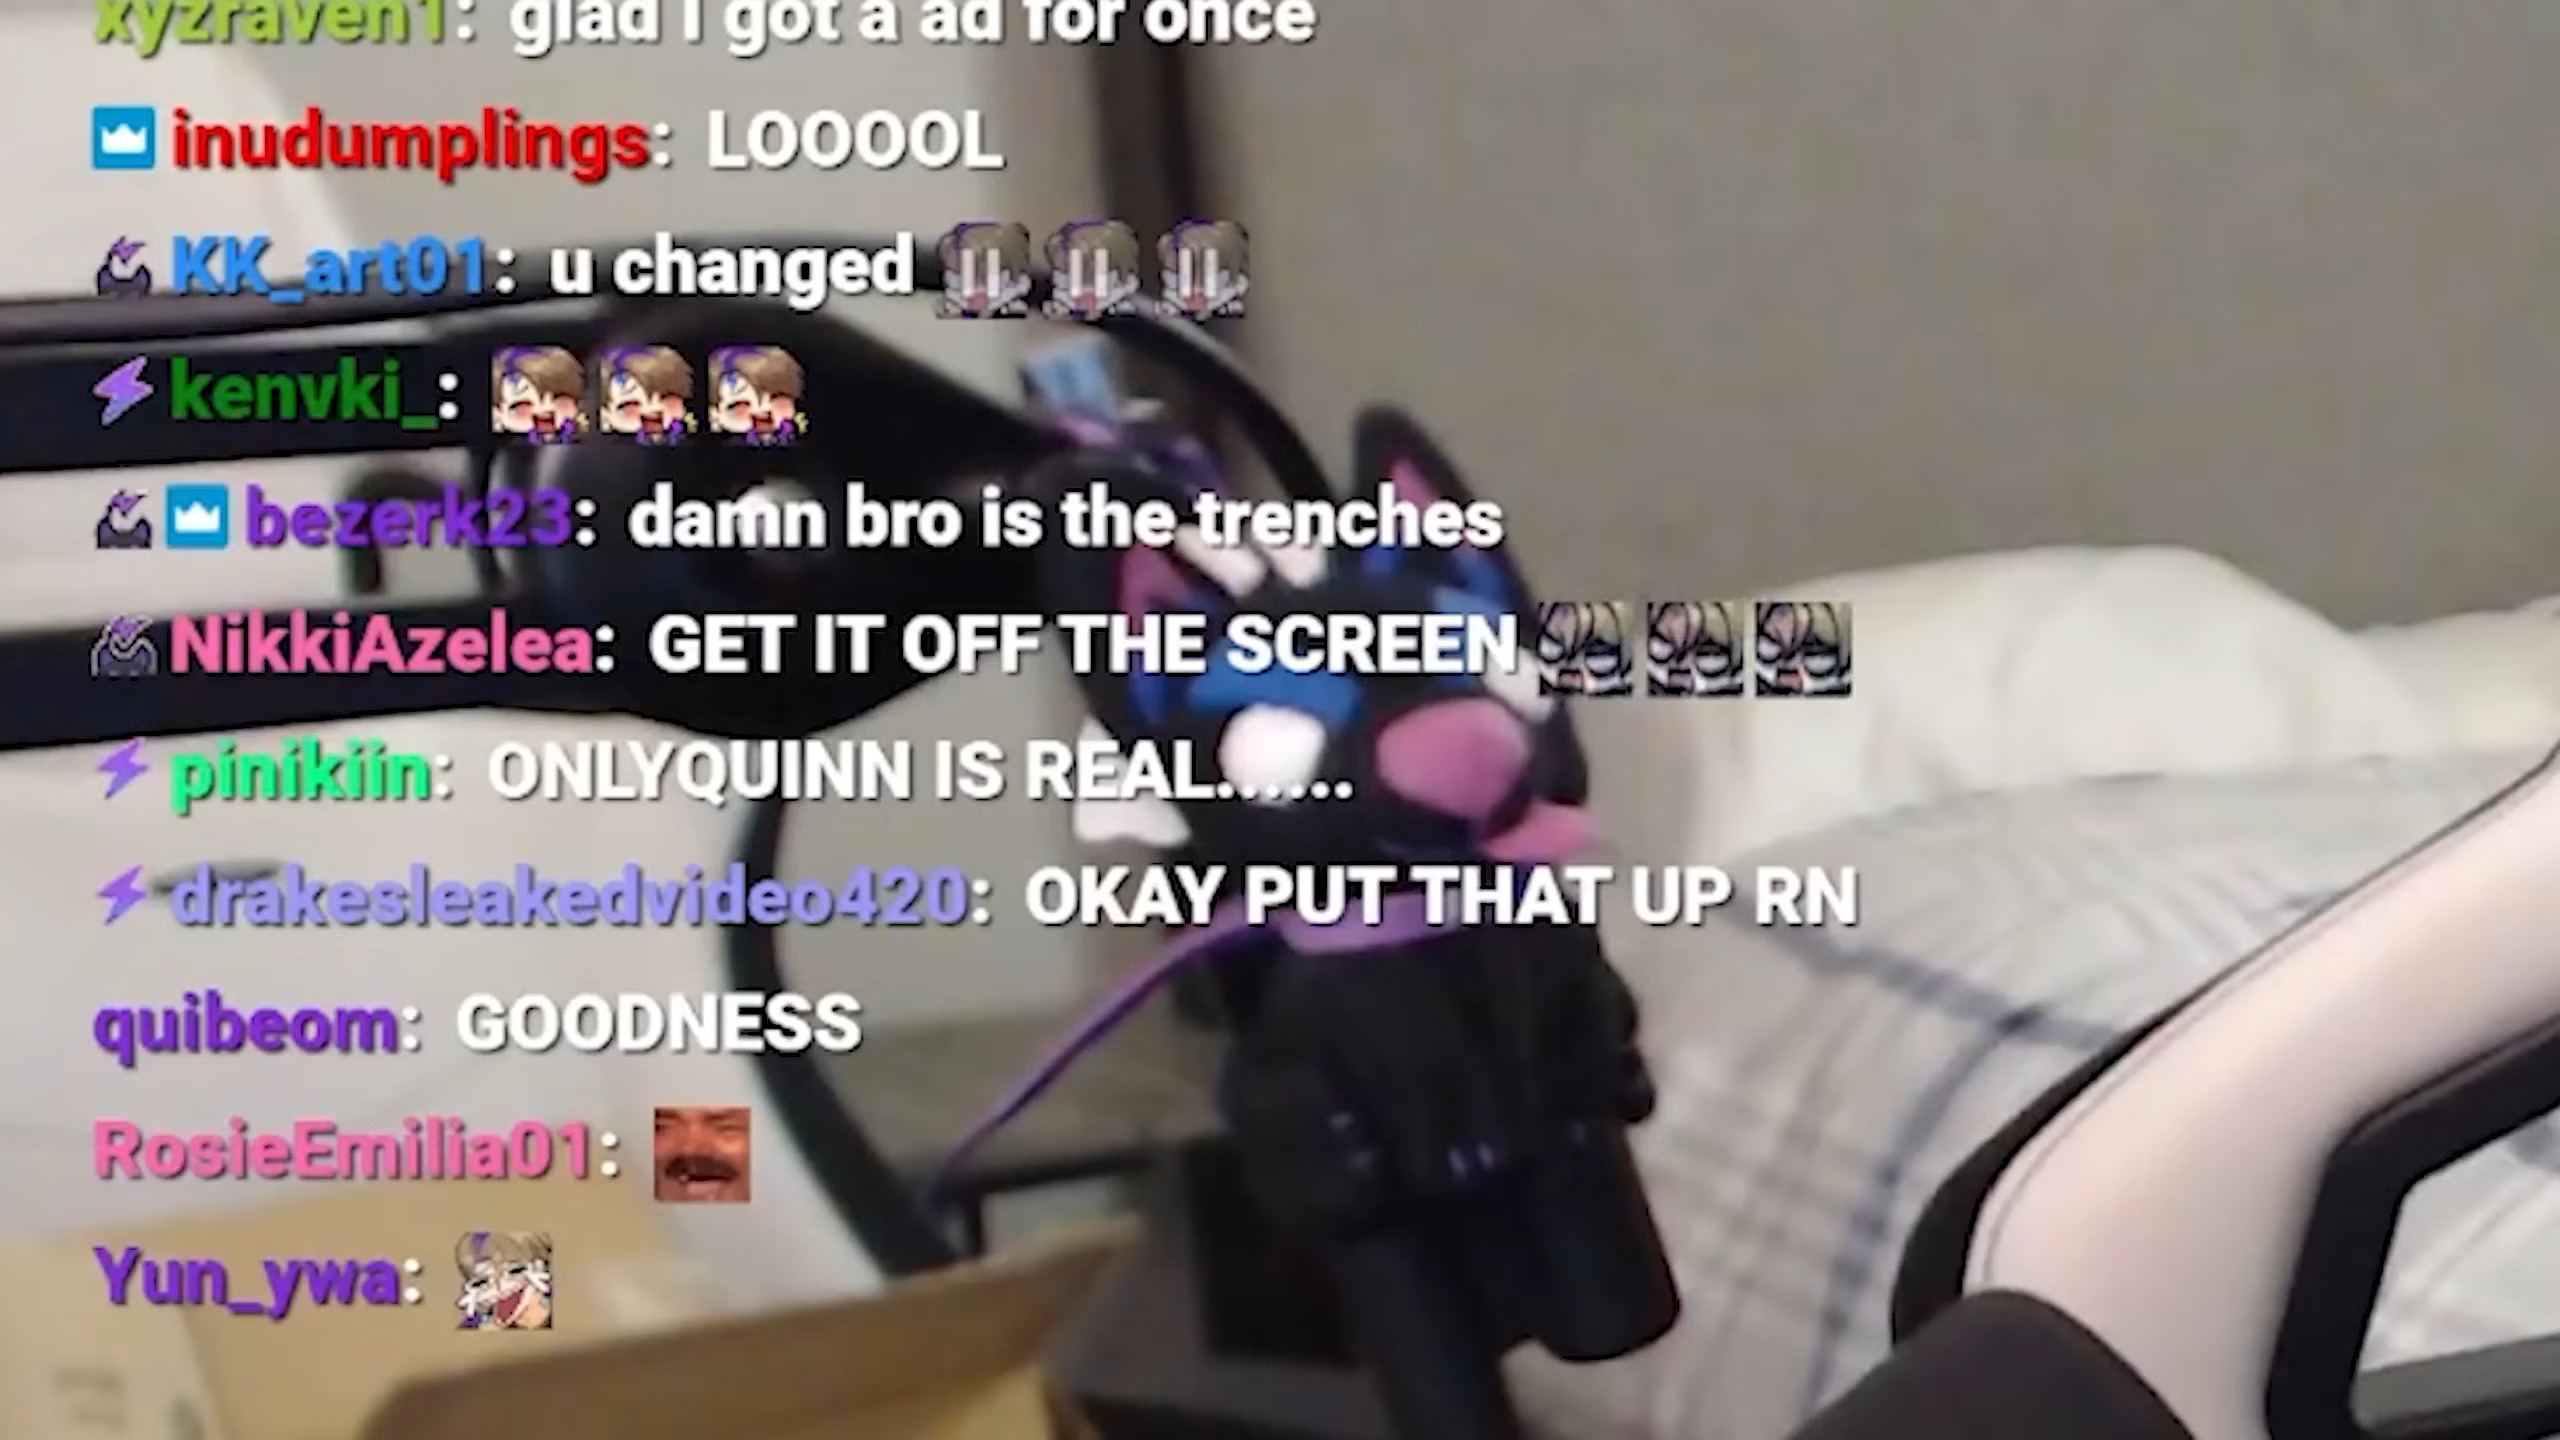 xyzraven1: glad I got a ad for once
inudumplings: LOOOOL
KK_art01: u changed
kenvki_:
bezerk23: damn bro is the trenches
NikkiAzelea: GET IT OFF THE SCREEN
pinikiin: ONLYQUINN IS REAL......
drakesleakedvideo420: OKAY PUT THAT UP RN
quibeom: GOODNESS
RosieEmilia01:
Yun_ywa: